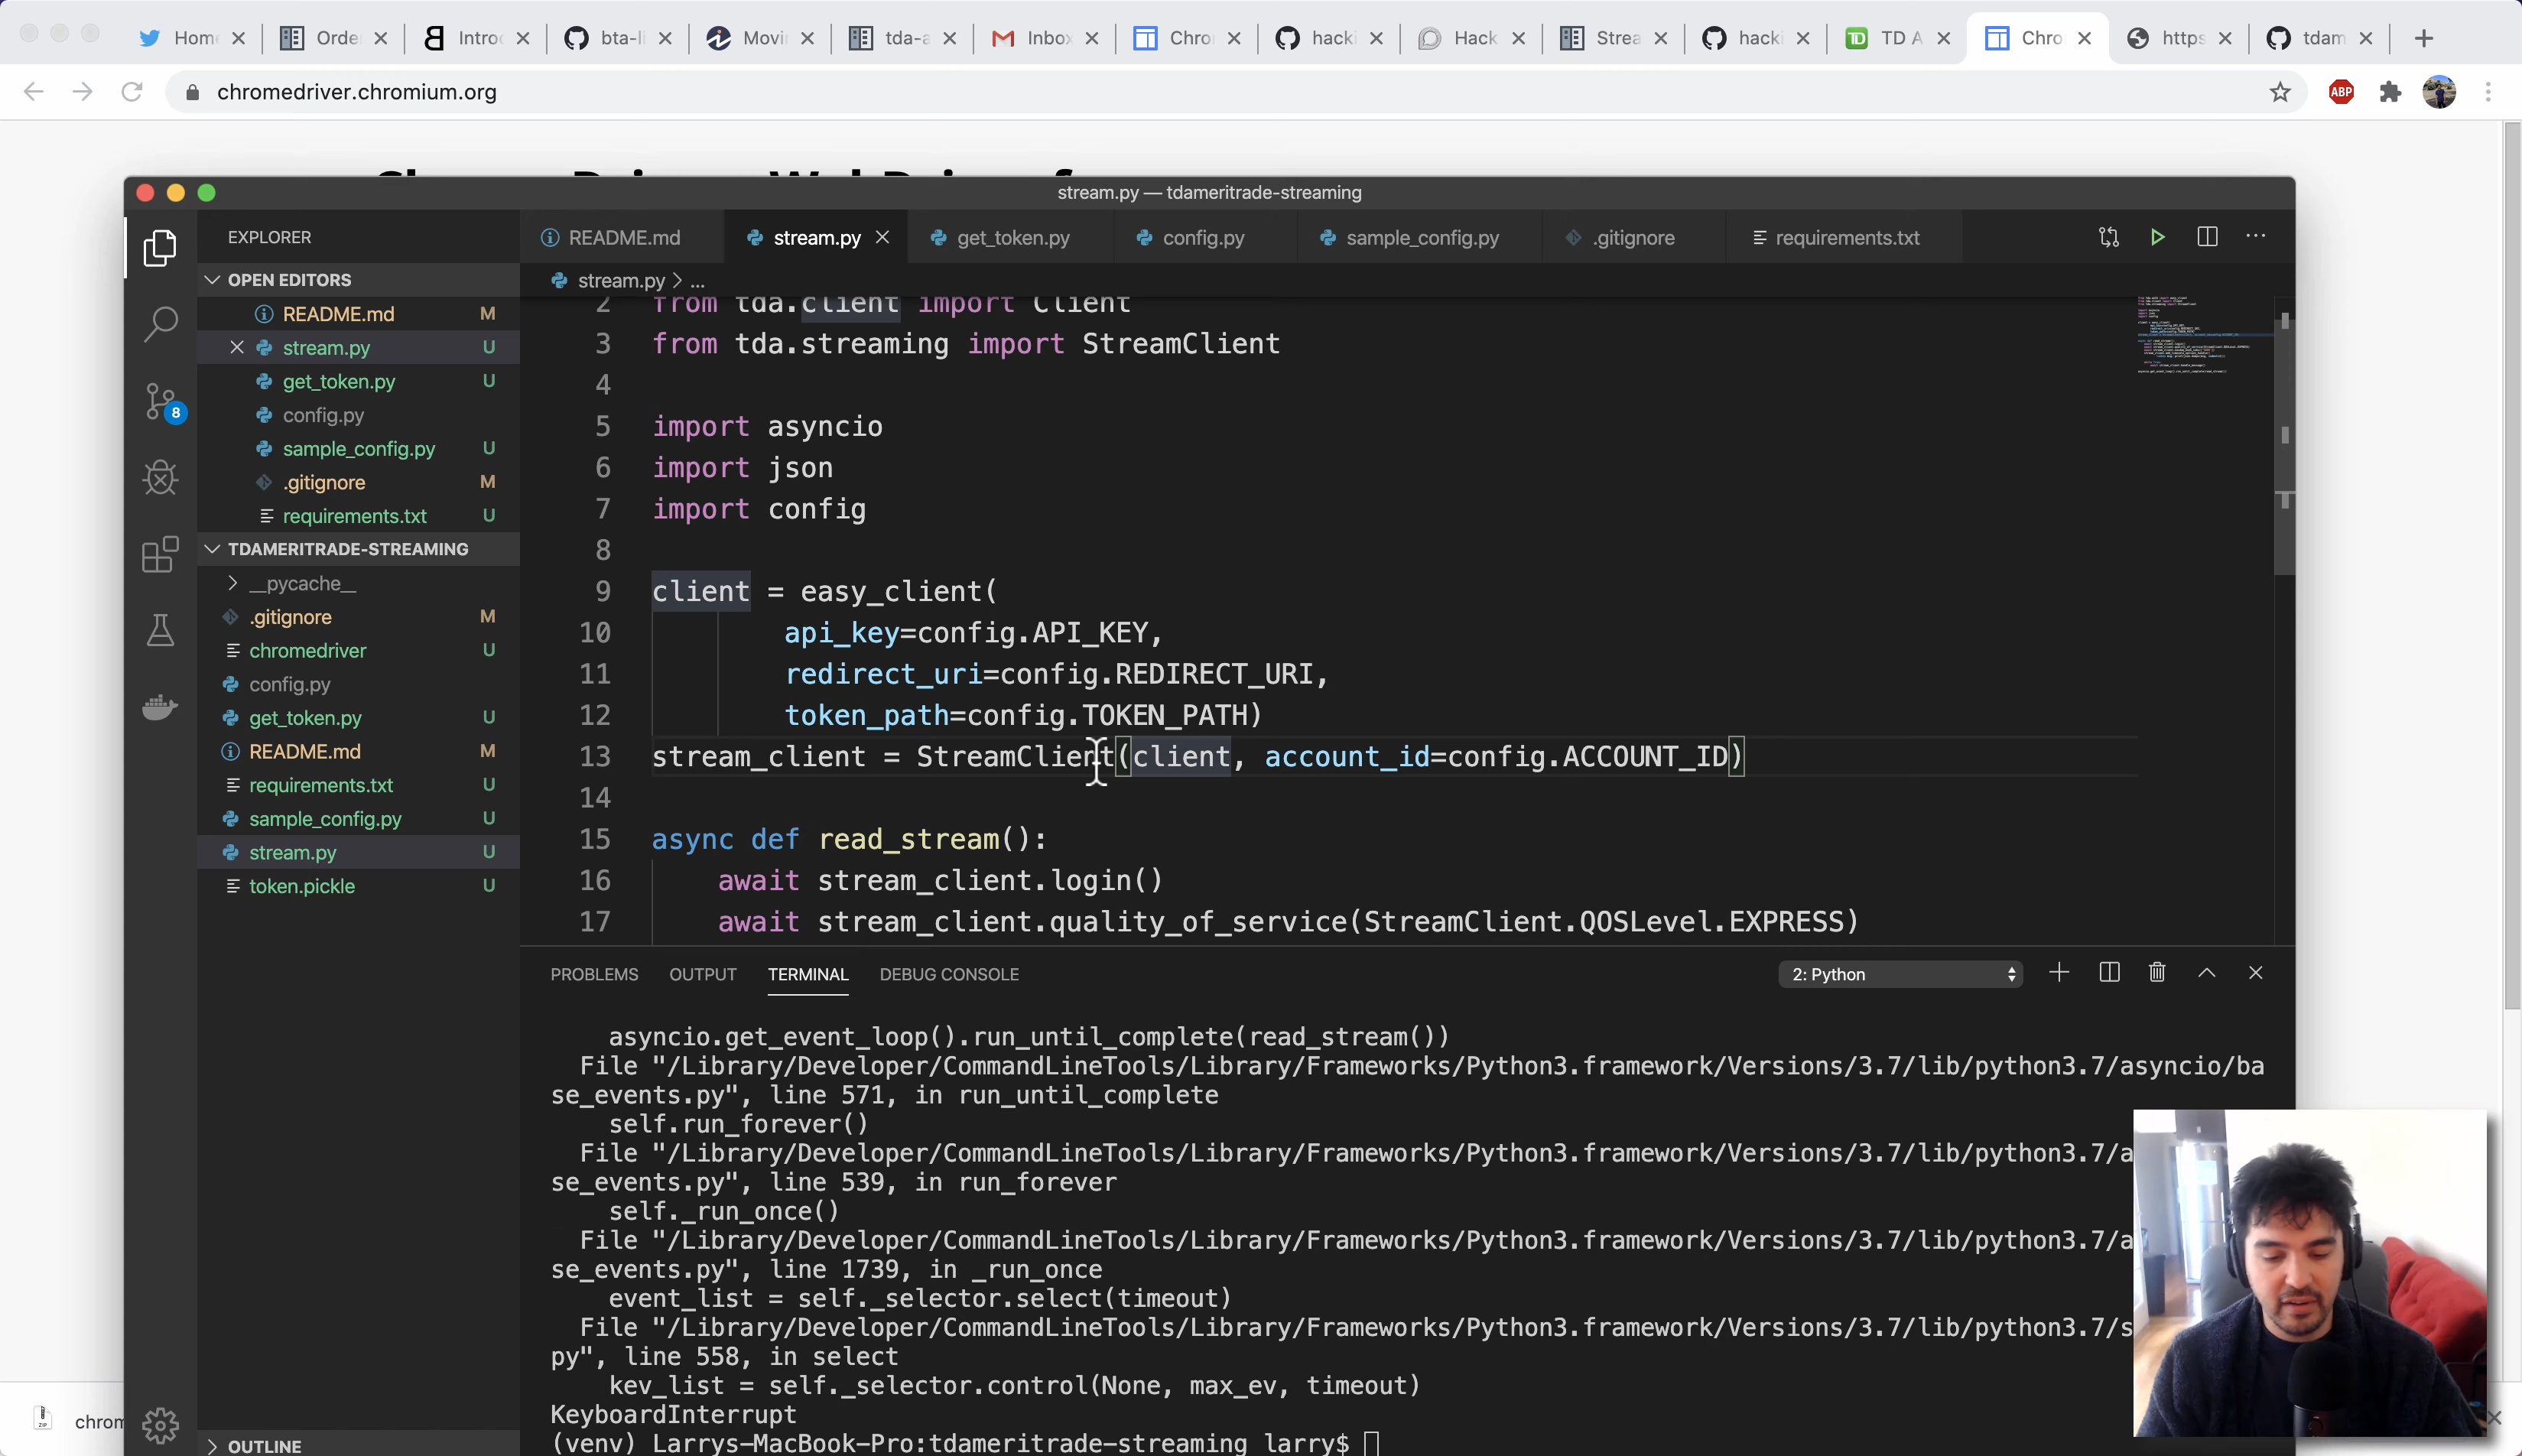 Home
Orde
Introd
bta-li
Movi
tda-a
Inbox
Chro
hacki
Hack
Strea
hacki
TD A
Chro
https
tdam
chromedriver.chromium.org
ABP
stream.py — tdameritrade-streaming
EXPLORER
OPEN EDITORS
README.md M
stream.py U
get_token.py U
config.py
sample_config.py U
.gitignore M
requirements.txt U
8
TDAMERITRADE-STREAMING
__pycache__
.gitignore M
chromedriver U
config.py
get_token.py U
README.md M
requirements.txt U
sample_config.py U
stream.py U
token.pickle U
OUTLINE
README.md
stream.py
get_token.py
config.py
sample_config.py
.gitignore
requirements.txt
stream.py > ...
2 from tda.client import Client
3 from tda.streaming import StreamClient
4
5 import asyncio
6 import json
7 import config
8
9 client = easy_client(
10 api_key=config.API_KEY,
11 redirect_uri=config.REDIRECT_URI,
12 token_path=config.TOKEN_PATH)
13 stream_client = StreamClient(client, account_id=config.ACCOUNT_ID)
14
15 async def read_stream():
16 await stream_client.login()
17 await stream_client.quality_of_service(StreamClient.QOSLevel.EXPRESS)
PROBLEMS OUTPUT TERMINAL DEBUG CONSOLE
2: Python
asyncio.get_event_loop().run_until_complete(read_stream())
File "/Library/Developer/CommandLineTools/Library/Frameworks/Python3.framework/Versions/3.7/lib/python3.7/asyncio/ba
se_events.py", line 571, in run_until_complete
self.run_forever()
File "/Library/Developer/CommandLineTools/Library/Frameworks/Python3.framework/Versions/3.7/lib/python3.7/a
se_events.py", line 539, in run_forever
self._run_once()
File "/Library/Developer/CommandLineTools/Library/Frameworks/Python3.framework/Versions/3.7/lib/python3.7/a
se_events.py", line 1739, in _run_once
event_list = self._selector.select(timeout)
File "/Library/Developer/CommandLineTools/Library/Frameworks/Python3.framework/Versions/3.7/lib/python3.7/s
py", line 558, in select
kev_list = self._selector.control(None, max_ev, timeout)
KeyboardInterrupt
(venv) Larrys-MacBook-Pro:tdameritrade-streaming larry$
ZIP
chrom